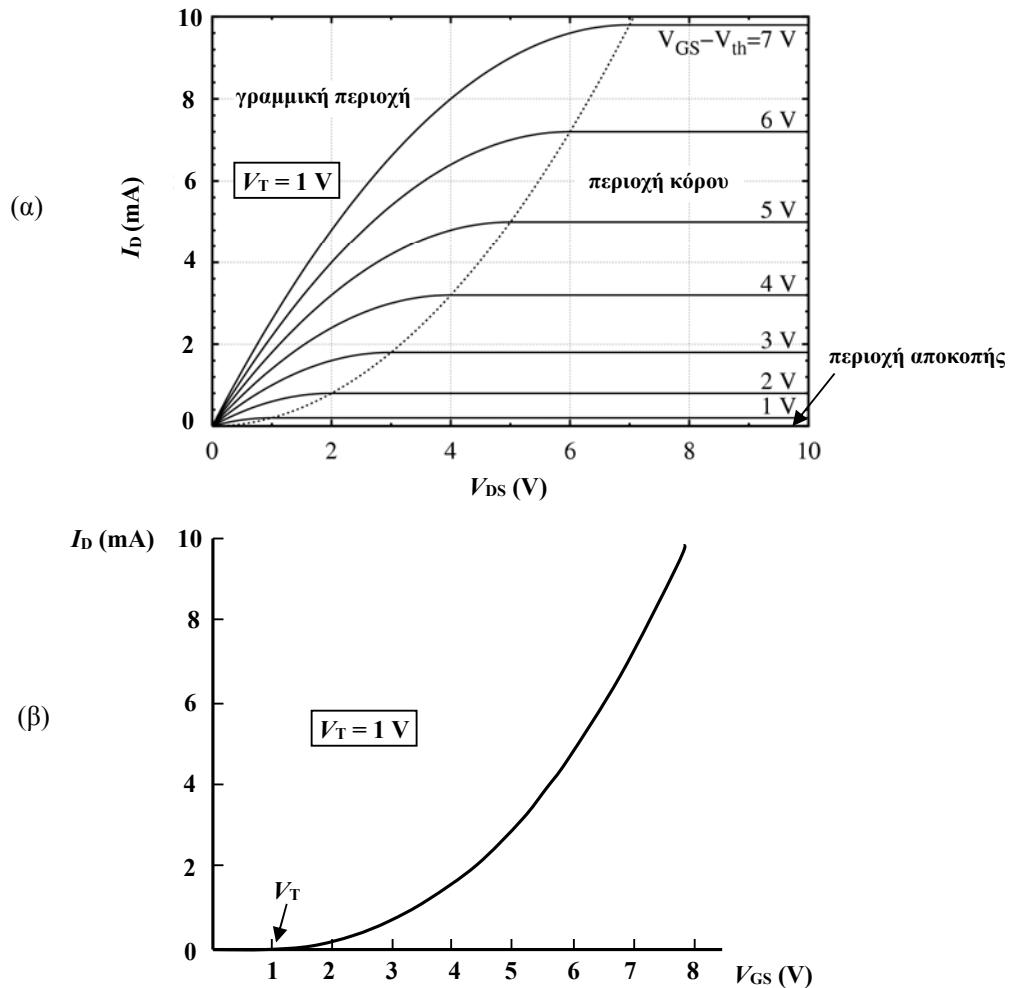 (α)
10
8
6
4
2
0
I_D (mA)
γραμμική περιοχή
V_T = 1 V
V_GS−V_th=7 V
6 V
περιοχή κόρου
5 V
4 V
3 V
2 V
1 V
περιοχή αποκοπής
0 2 4 6 8 10
V_DS (V)
(β)
I_D (mA)
10
8
6
4
2
0
V_T = 1 V
V_T
1 2 3 4 5 6 7 8
V_GS (V)